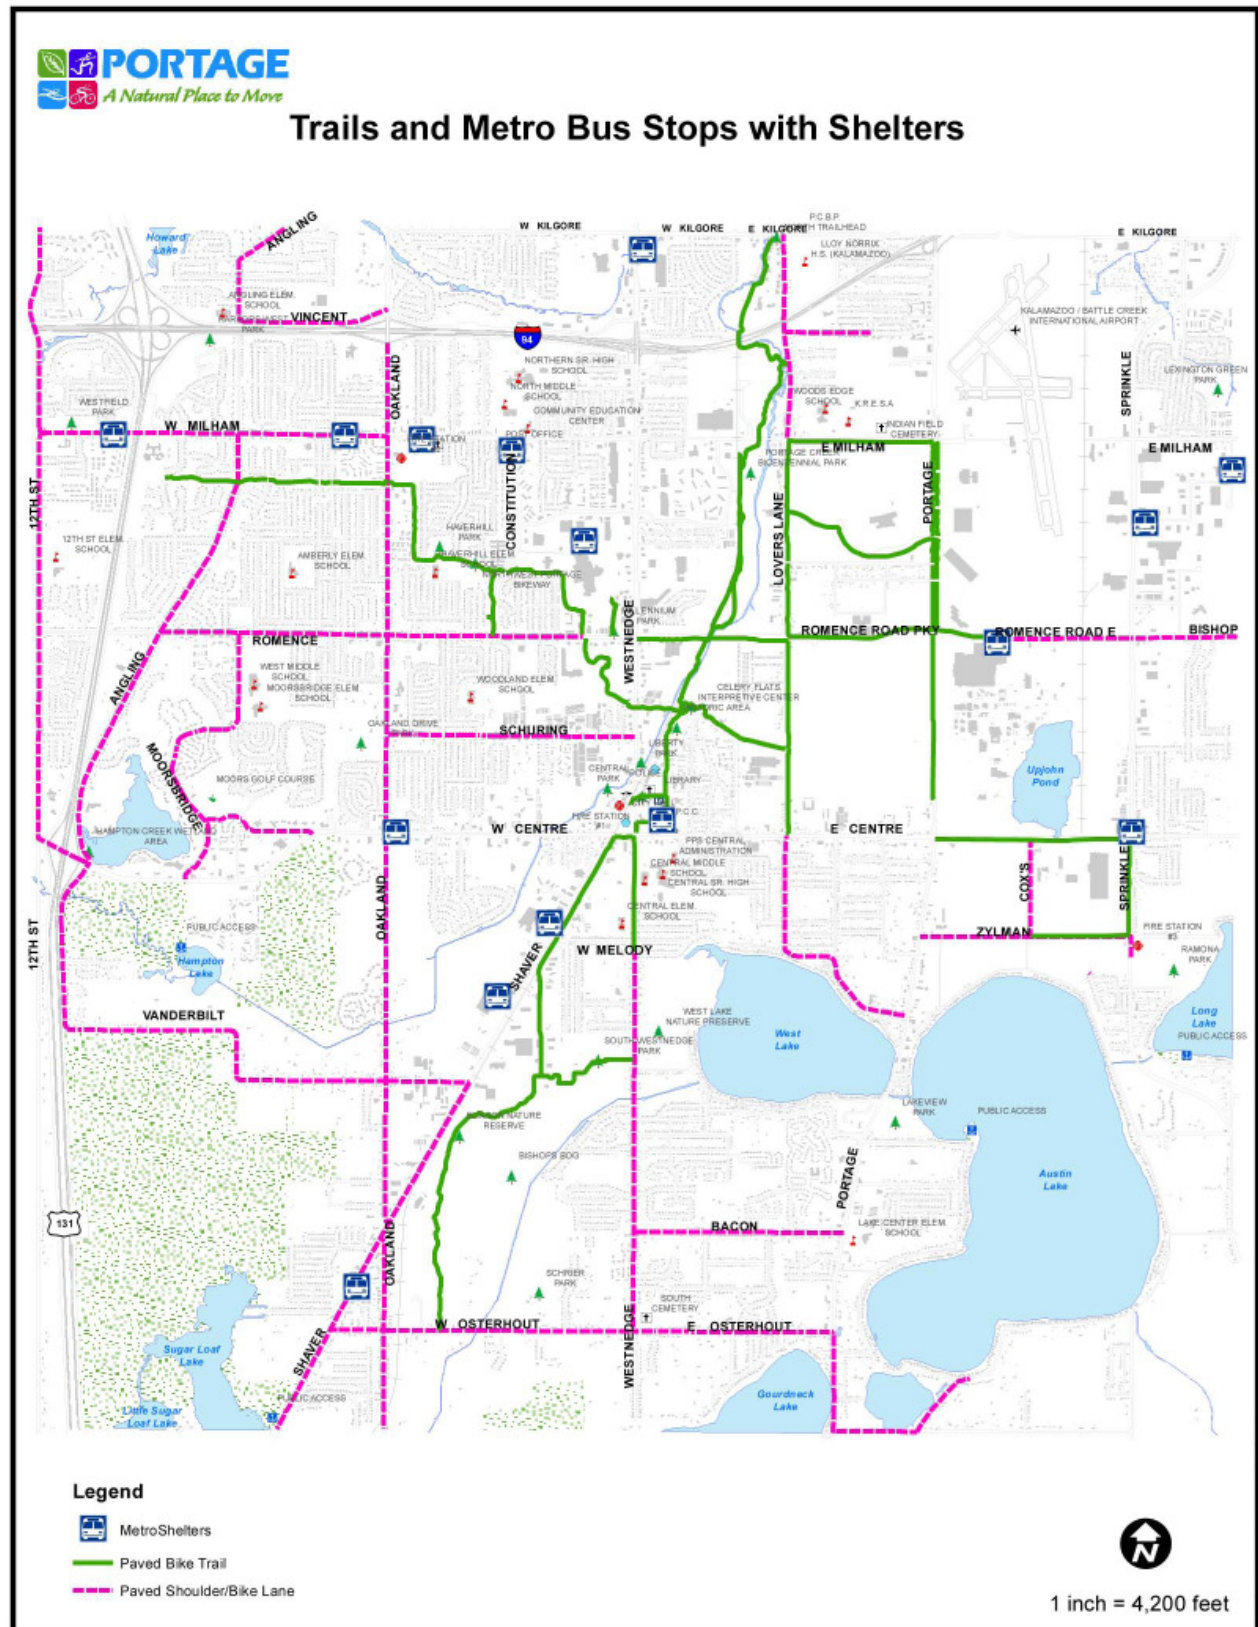 PORTAGE
A Natural Place to Move
Trails and Metro Bus Stops with Shelters
ANGLING
Howard
Lake
W KILGORE
W KILGORE
E KILGORE
P.C.B.P.
TRAILHEAD
LLOY NORRIX
H.S. (KALAMAZOO)
E KILGORE
ANGLING ELEM.
SCHOOL
PARK
VINCENT
94
KALAMAZOO / BATTLE CREEK
INTERNATIONAL AIRPORT
OAKLAND
NORTHERN SR. HIGH
SCHOOL
NORTH MIDDLE
SCHOOL
COMMUNITY EDUCATION
CENTER
POST OFFICE
WESTFIELD
PARK
W MILHAM
WOODS EDGE
SCHOOL
K.R.E.S.A
INDIAN FIELD
CEMETERY
SPRINKLE
LEXINGTON GREEN
PARK
E MILHAM
E MILHAM
PORTAGE CREEK
BICENTENNIAL PARK
12TH ST
CONSTITUTION
LOVERS LANE
PORTAGE
12TH ST ELEM.
SCHOOL
AMBERLY ELEM.
SCHOOL
HAVERHILL
PARK
HAVERHILL ELEM.
SCHOOL
NORTHWEST PORTAGE
BIKEWAY
WESTNEDGE
MILLENNIUM
PARK
ROMENCE
ROMENCE ROAD PKY
ROMENCE ROAD E
BISHOP
ANGLING
WEST MIDDLE
SCHOOL
MOORSBRIDGE ELEM.
SCHOOL
WOODLAND ELEM.
SCHOOL
CELERY FLATS
INTERPRETIVE CENTER
OAKLAND DRIVE
SCHURING
LIBERTY
PARK
MOORSBRIDGE
MOORS GOLF COURSE
CENTRAL
PARK
POLICE
LIBRARY
Upjohn
Pond
FIRE STATION
#1
W CENTRE
E CENTRE
HAMPTON CREEK WETLAND
AREA
PPS CENTRAL
ADMINISTRATION
CENTRAL MIDDLE
SCHOOL
CENTRAL SR. HIGH
SCHOOL
CENTRAL ELEM.
SCHOOL
COX'S
SPRINKLE
12TH ST
OAKLAND
PUBLIC ACCESS
Hampton
Lake
SHAVER
W MELODY
ZYLMAN
FIRE STATION
#3
RAMONA
PARK
VANDERBILT
WEST LAKE
NATURE PRESERVE
SOUTH WESTNEDGE
PARK
West
Lake
Long
Lake
PUBLIC ACCESS
NATURE
RESERVE
LAKEVIEW
PARK
PUBLIC ACCESS
BISHOPS BOG
PORTAGE
Austin
Lake
131
OAKLAND
BACON
LAKE CENTER ELEM.
SCHOOL
SCHRIER
PARK
SOUTH
CEMETERY
W OSTERHOUT
E OSTERHOUT
SHAVER
WESTNEDGE
Sugar Loaf
Lake
PUBLIC ACCESS
Little Sugar
Loaf Lake
Gourdneck
Lake
Legend
MetroShelters
Paved Bike Trail
Paved Shoulder/Bike Lane
N
1 inch = 4,200 feet